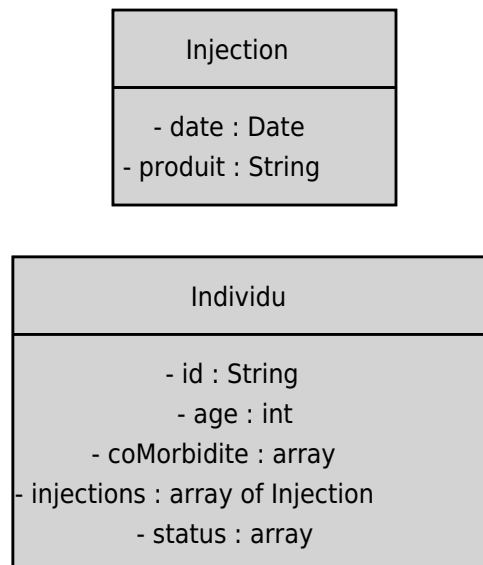 Injection
- date : Date
- produit : String
Individu
- id : String
- age : int
- coMorbidite : array
- injections : array of Injection
- status : array